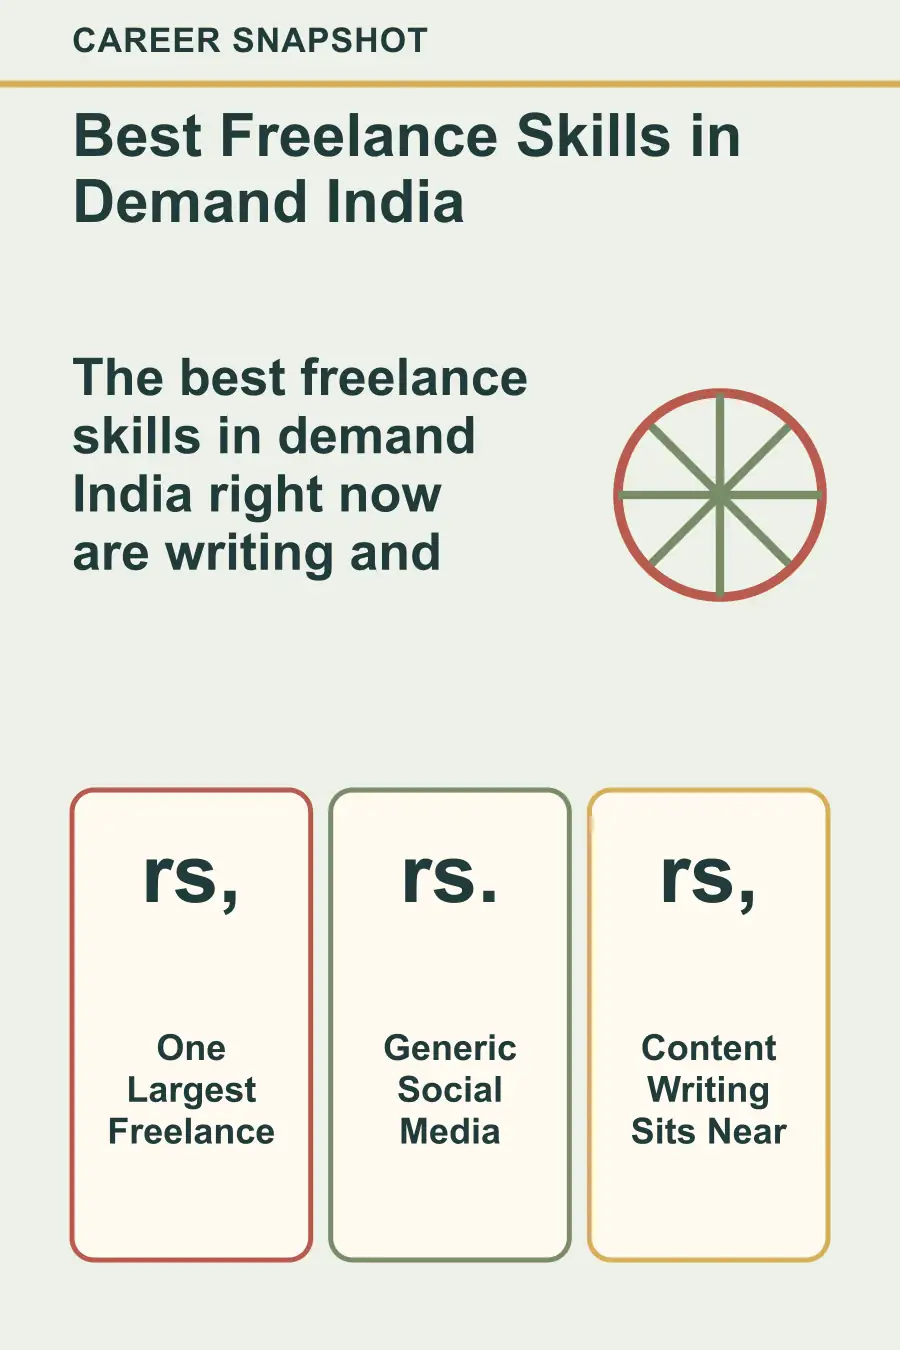 CAREER SNAPSHOT
Best Freelance Skills in
Demand India
The best freelance
skills in demand
India right now
are writing and
rs,
One
Largest
Freelance
rs.
Generic
Social
Media
rs,
Content
Writing
Sits Near